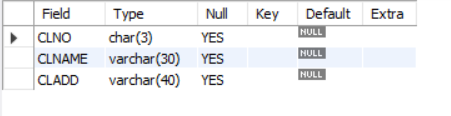 Field Type Null Key Default Extra
CLNO char(3) YES NULL
CLNAME varchar(30) YES NULL
CLADD varchar(40) YES NULL